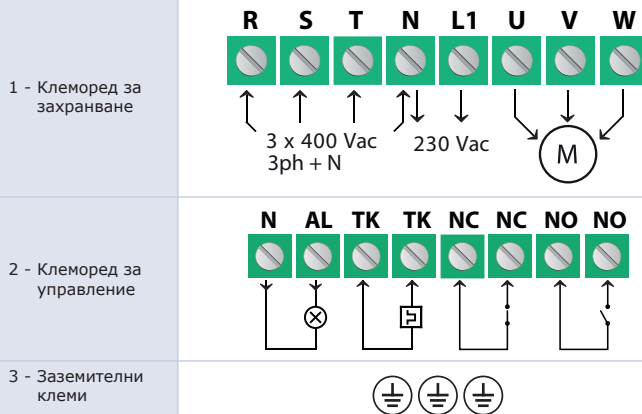 R S T N L1 U V W
1 - Клеморед за
захранване
3 x 400 Vac
3ph + N
230 Vac
M
N AL TK TK NC NC NO NO
2 - Клеморед за
управление
3 - Заземителни
клеми